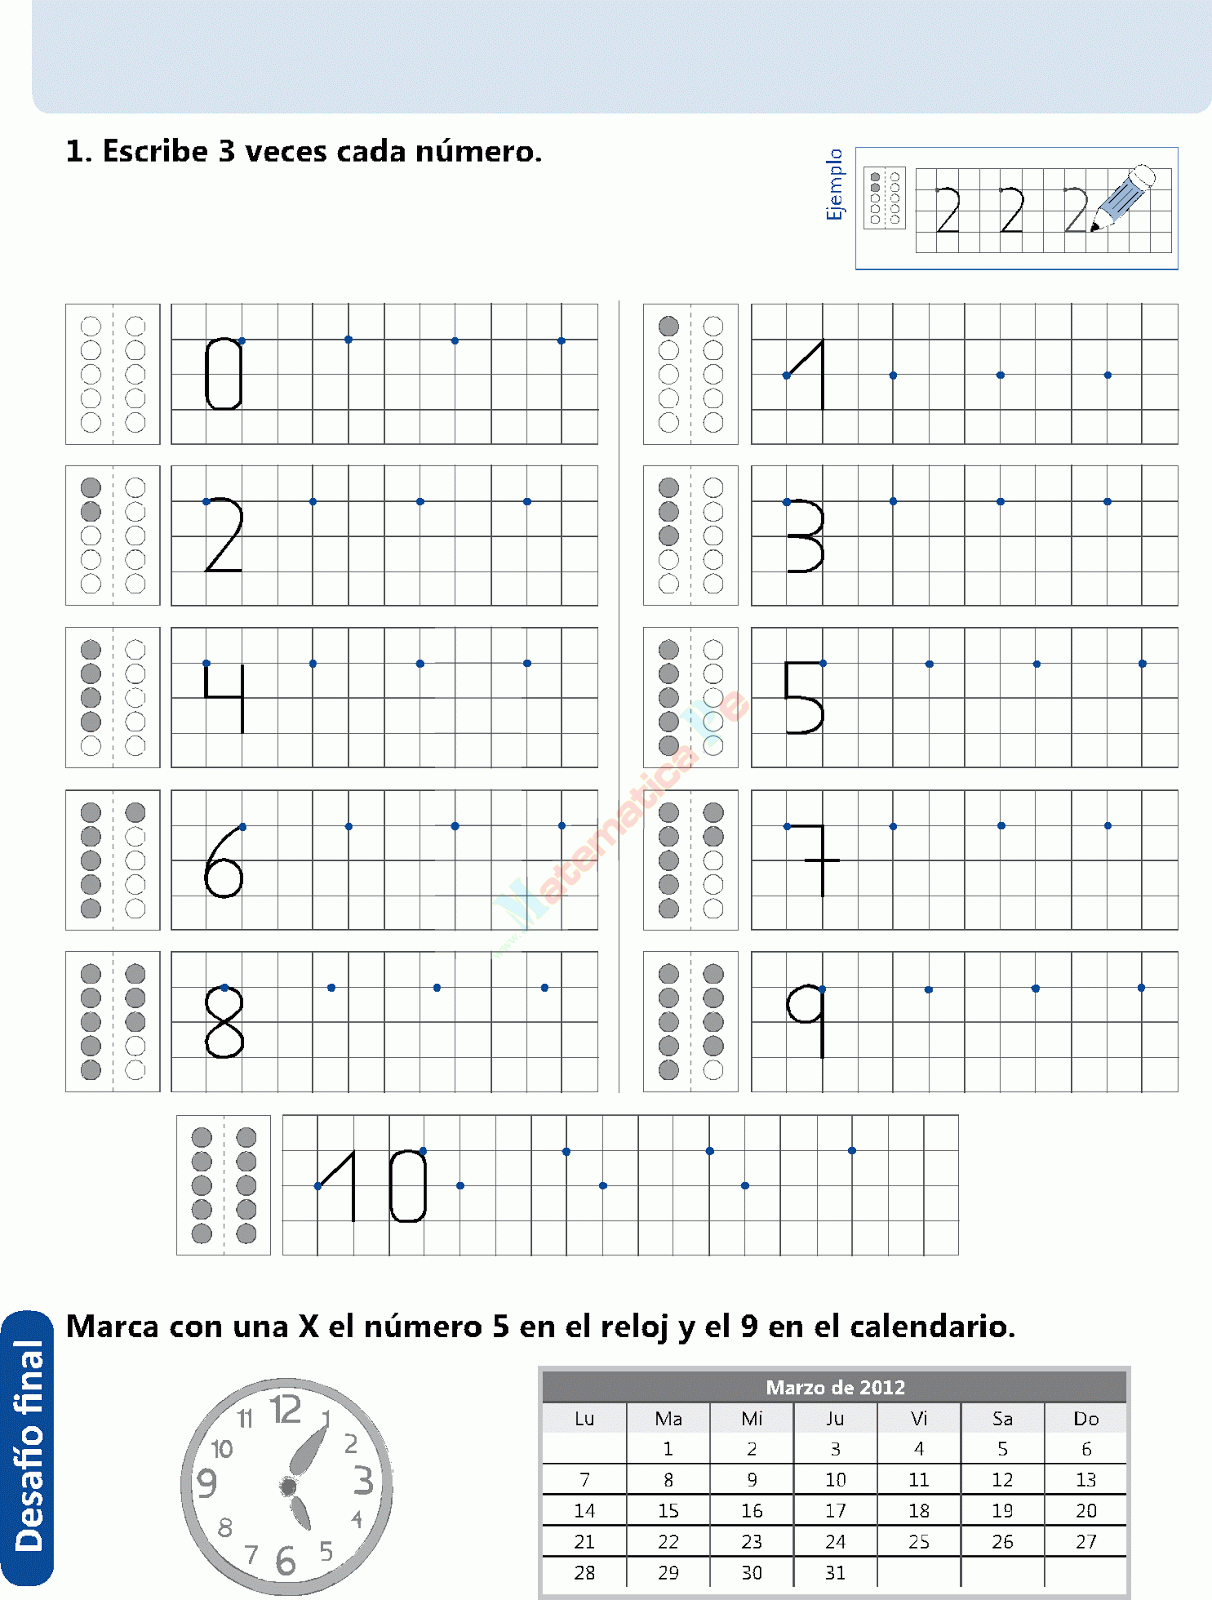 1. Escribe 3 veces cada número.
Ejemplo
2 2 2
0
1
2
3
4
5
6
7
8
9
10
www.MatematicaPe
Desafío final
Marca con una X el número 5 en el reloj y el 9 en el calendario.
12 1 2 3 4 5 6 7 8 9 10 11
Marzo de 2012
Lu Ma Mi Ju Vi Sa Do
1 2 3 4 5 6
7 8 9 10 11 12 13
14 15 16 17 18 19 20
21 22 23 24 25 26 27
28 29 30 31